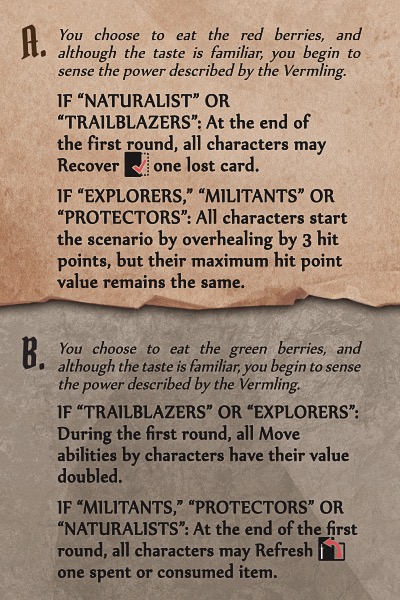 A. You choose to eat the red berries, and
although the taste is familiar, you begin to
sense the power described by the Vermling.
IF “NATURALIST” OR
“TRAILBLAZERS”: At the end of
the first round, all characters may
Recover one lost card.
IF “EXPLORERS,” “MILITANTS” OR
“PROTECTORS”: All characters start
the scenario by overhealing by 3 hit
points, but their maximum hit point
value remains the same.
B. You choose to eat the green berries, and
although the taste is familiar, you begin to sense
the power described by the Vermling.
IF “TRAILBLAZERS” OR “EXPLORERS”:
During the first round, all Move
abilities by characters have their value
doubled.
IF “MILITANTS,” “PROTECTORS” OR
“NATURALISTS”: At the end of the first
round, all characters may Refresh
one spent or consumed item.